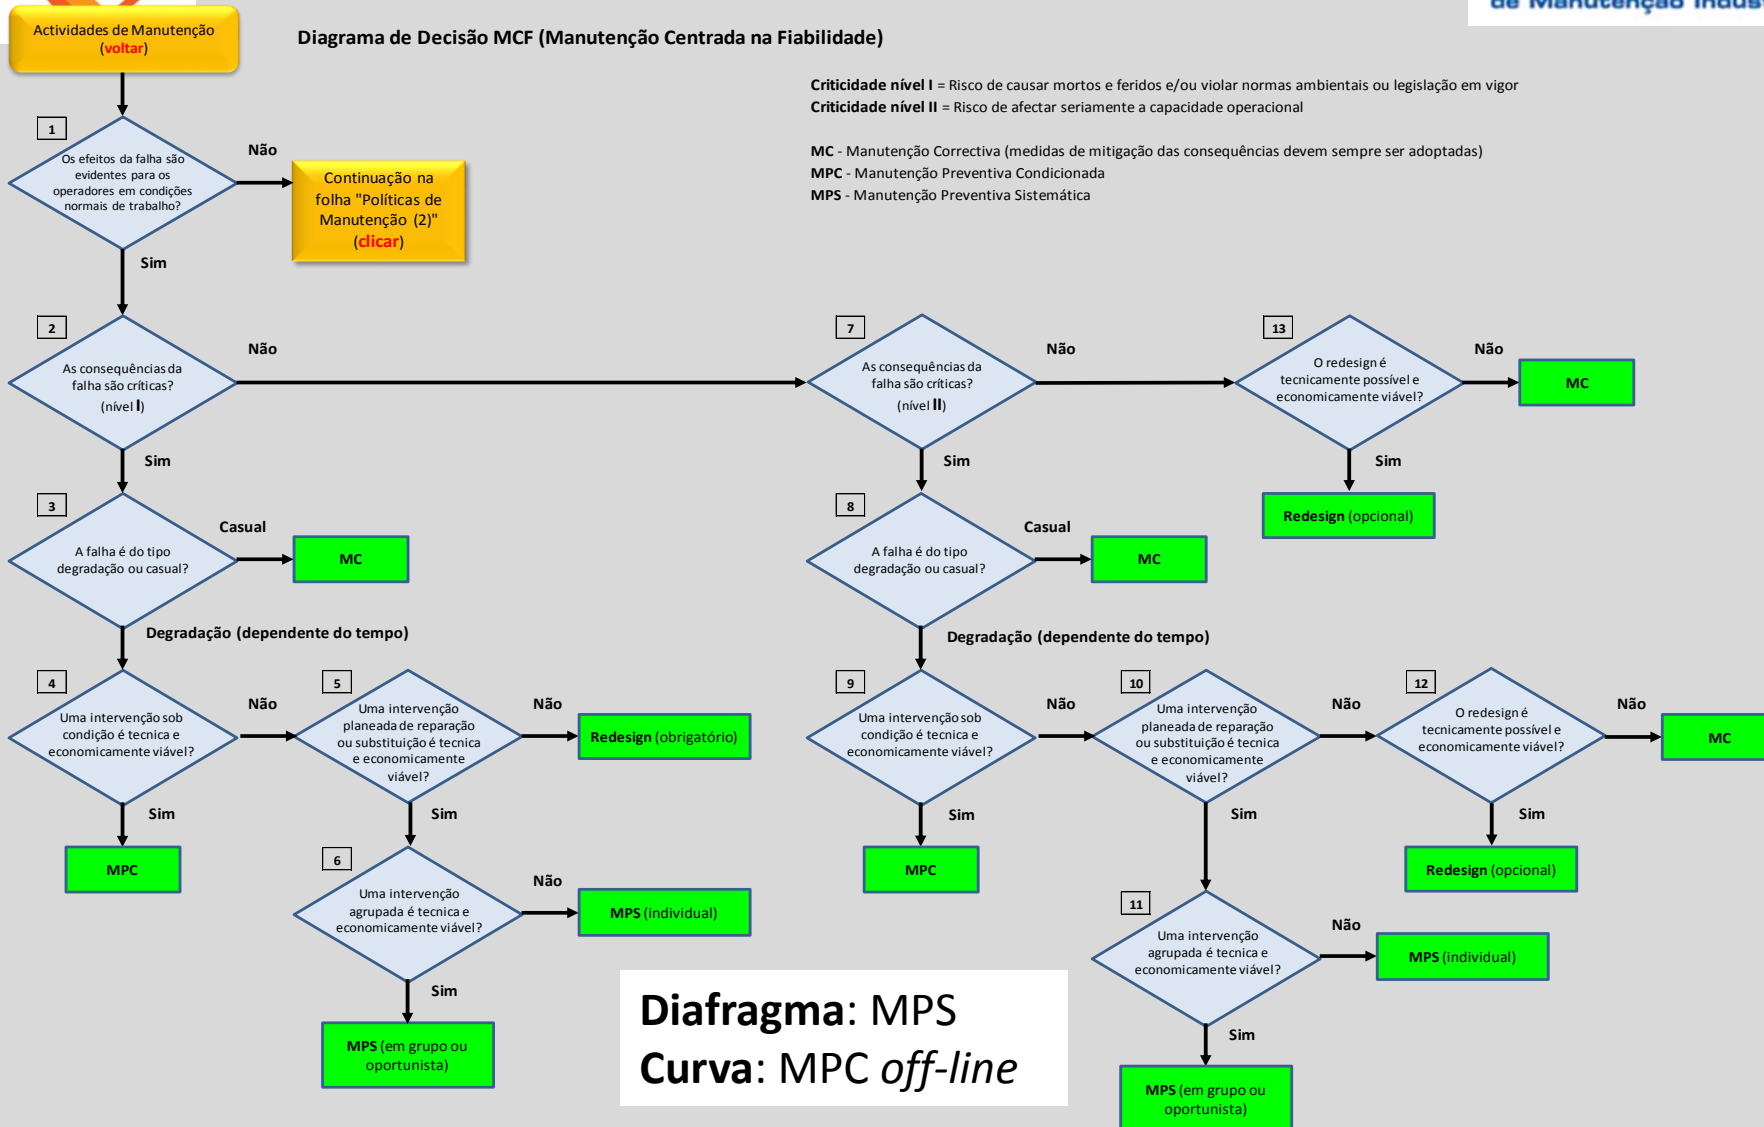 de Manutenção Indus
Actividades de Manutenção
(voltar)
Diagrama de Decisão MCF (Manutenção Centrada na Fiabilidade)
Criticidade nível I = Risco de causar mortos e feridos e/ou violar normas ambientais ou legislação em vigor
Criticidade nível II = Risco de afectar seriamente a capacidade operacional
MC - Manutenção Correctiva (medidas de mitigação das consequências devem sempre ser adoptadas)
MPC - Manutenção Preventiva Condicionada
MPS - Manutenção Preventiva Sistemática
1
Os efeitos da falha são
evidentes para os
operadores em condições
normais de trabalho?
Não
Continuação na
folha "Políticas de
Manutenção (2)"
(clicar)
Sim
2
As consequências da
falha são críticas?
(nível I)
Não
7
As consequências da
falha são críticas?
(nível II)
Não
13
O redesign é
tecnicamente possível e
economicamente viável?
Não
MC
Sim
Sim
Sim
Redesign (opcional)
3
A falha é do tipo
degradação ou casual?
Casual
MC
8
A falha é do tipo
degradação ou casual?
Casual
MC
Degradação (dependente do tempo)
Degradação (dependente do tempo)
4
Uma intervenção sob
condição é tecnica e
economicamente viável?
Não
5
Uma intervenção
planeada de reparação
ou substituição é tecnica
e economicamente
viável?
Não
Redesign (obrigatório)
9
Uma intervenção sob
condição é tecnica e
economicamente viável?
Não
10
Uma intervenção
planeada de reparação
ou substituição é tecnica
e economicamente
viável?
Não
12
O redesign é
tecnicamente possível e
economicamente viável?
Não
MC
Sim
MPC
Sim
Sim
MPC
Sim
Sim
Redesign (opcional)
6
Uma intervenção
agrupada é tecnica e
economicamente viável?
Não
MPS (individual)
11
Uma intervenção
agrupada é tecnica e
economicamente viável?
Não
MPS (individual)
Sim
MPS (em grupo ou
oportunista)
Diafragma: MPS
Curva: MPC off-line
Sim
MPS (em grupo ou
oportunista)